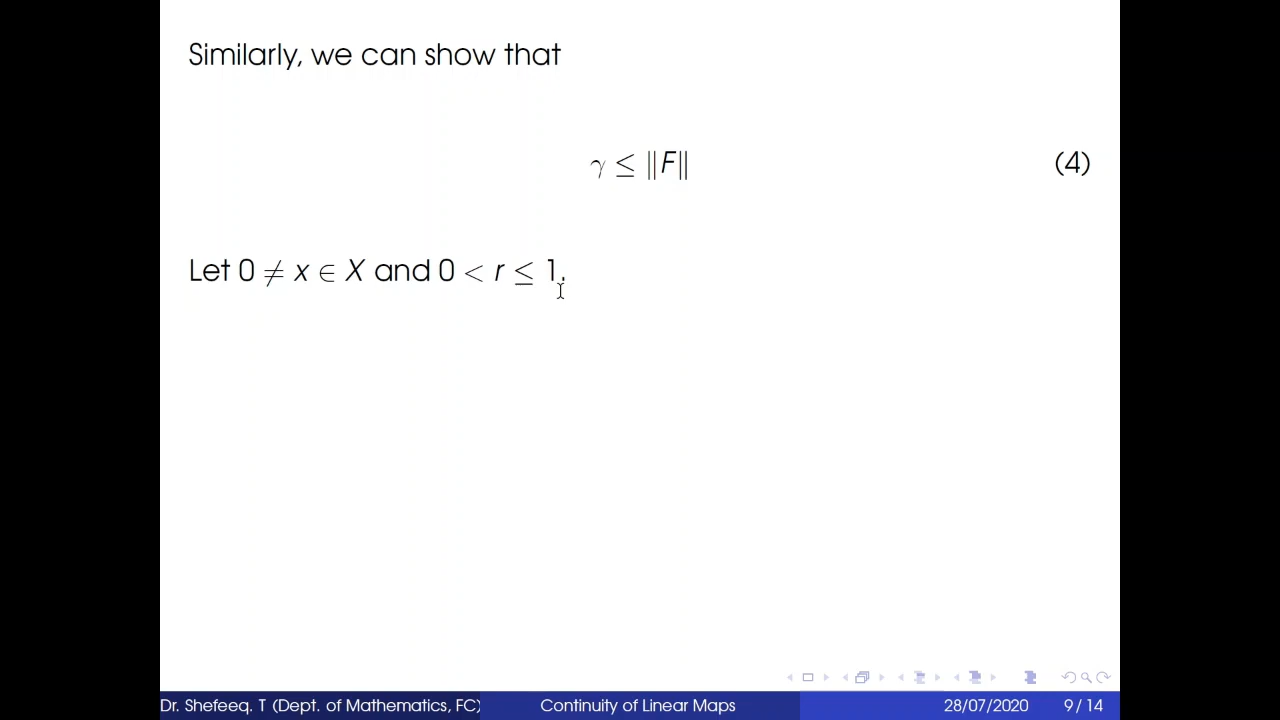 Similarly, we can show that
γ ≤ ‖F‖ (4)
Let 0 ≠ x ∈ X and 0 < r ≤ 1.
Dr. Shefeeq. T (Dept. of Mathematics, FC) Continuity of Linear Maps 28/07/2020 9 / 14